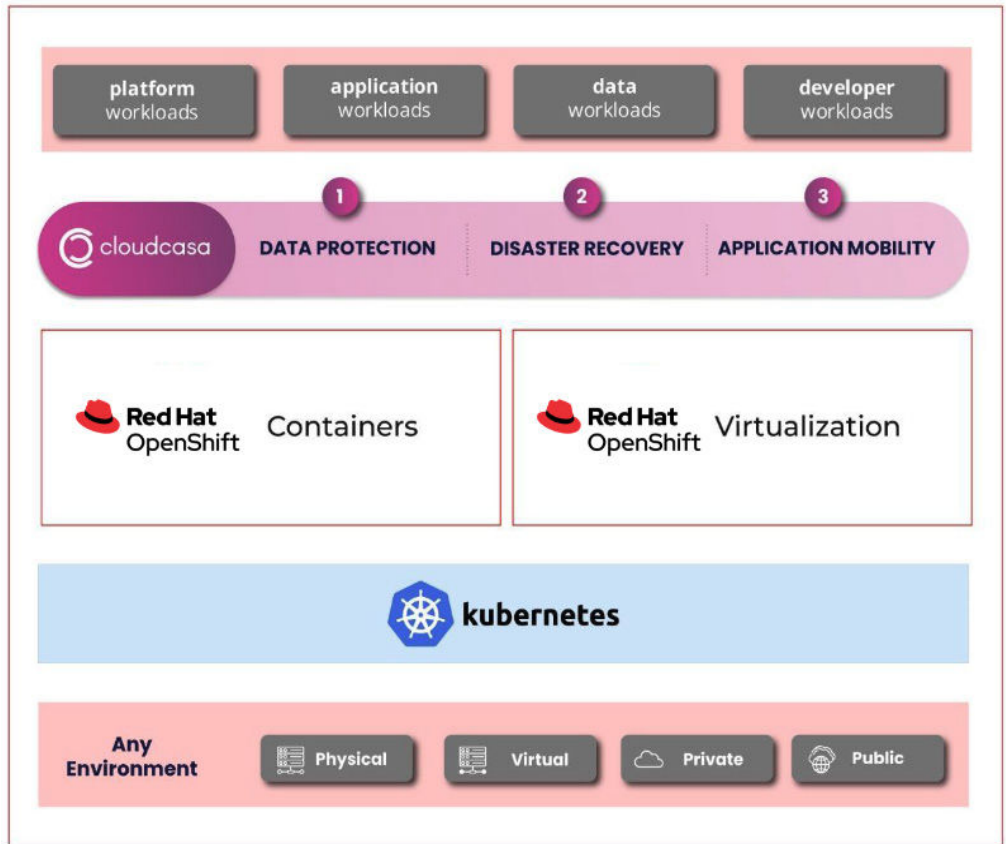 platform
workloads
application
workloads
data
workloads
developer
workloads
1
2
3
cloudcasa
DATA PROTECTION
DISASTER RECOVERY
APPLICATION MOBILITY
Red Hat
OpenShift
Containers
Red Hat
OpenShift
Virtualization
kubernetes
Any
Environment
Physical
Virtual
Private
Public